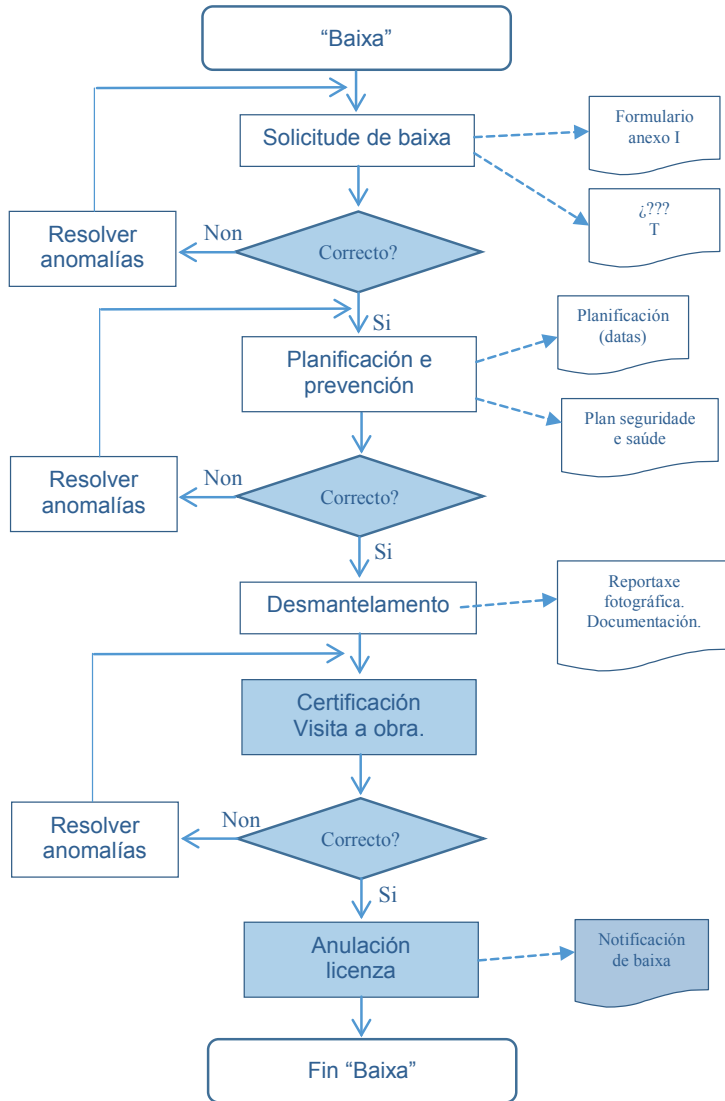 “Baixa”
Solicitude de baixa
Formulario
anexo I
¿???
T
Resolver
anomalías
Non
Correcto?
Si
Planificación e
prevención
Planificación
(datas)
Plan seguridade
e saúde
Resolver
anomalías
Non
Correcto?
Si
Desmantelamento
Reportaxe
fotográfica.
Documentación.
Certificación
Visita a obra.
Resolver
anomalías
Non
Correcto?
Si
Anulación
licenza
Notificación
de baixa
Fin “Baixa”